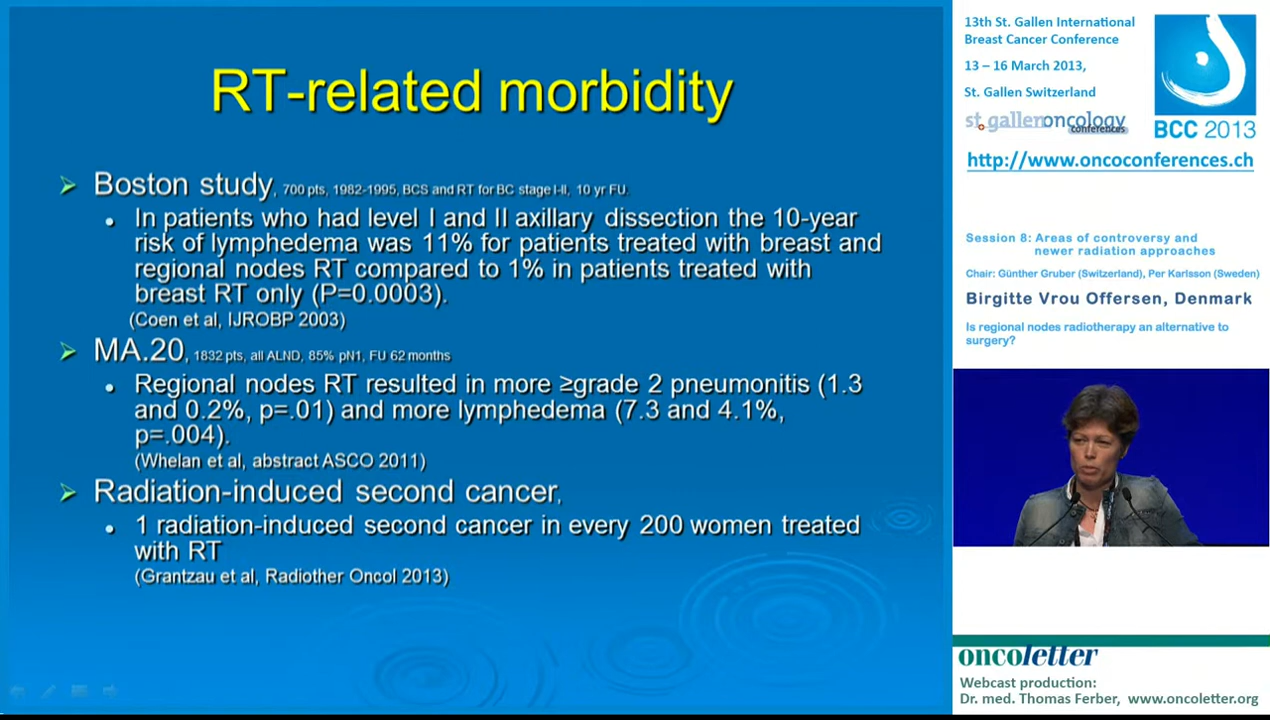 RT-related morbidity
Boston study, 700 pts, 1982-1995, BCS and RT for BC stage I-II, 10 yr FU.
In patients who had level I and II axillary dissection the 10-year
risk of lymphedema was 11% for patients treated with breast and
regional nodes RT compared to 1% in patients treated with
breast RT only (P=0.0003).
(Coen et al, IJROBP 2003)
MA.20, 1832 pts, all ALND, 85% pN1, FU 62 months
Regional nodes RT resulted in more ≥grade 2 pneumonitis (1.3
and 0.2%, p=.01) and more lymphedema (7.3 and 4.1%,
p=.004).
(Whelan et al, abstract ASCO 2011)
Radiation-induced second cancer,
1 radiation-induced second cancer in every 200 women treated
with RT
(Grantzau et al, Radiother Oncol 2013)
13th St. Gallen International
Breast Cancer Conference
13 – 16 March 2013,
St. Gallen Switzerland
st.gallenoncology
conferences
BCC 2013
http://www.oncoconferences.ch
Session 8: Areas of controversy and
newer radiation approaches
Chair: Günther Gruber (Switzerland), Per Karlsson (Sweden)
Birgitte Vrou Offersen, Denmark
Is regional nodes radiotherapy an alternative to
surgery?
oncoletter
Webcast production:
Dr. med. Thomas Ferber, www.oncoletter.org